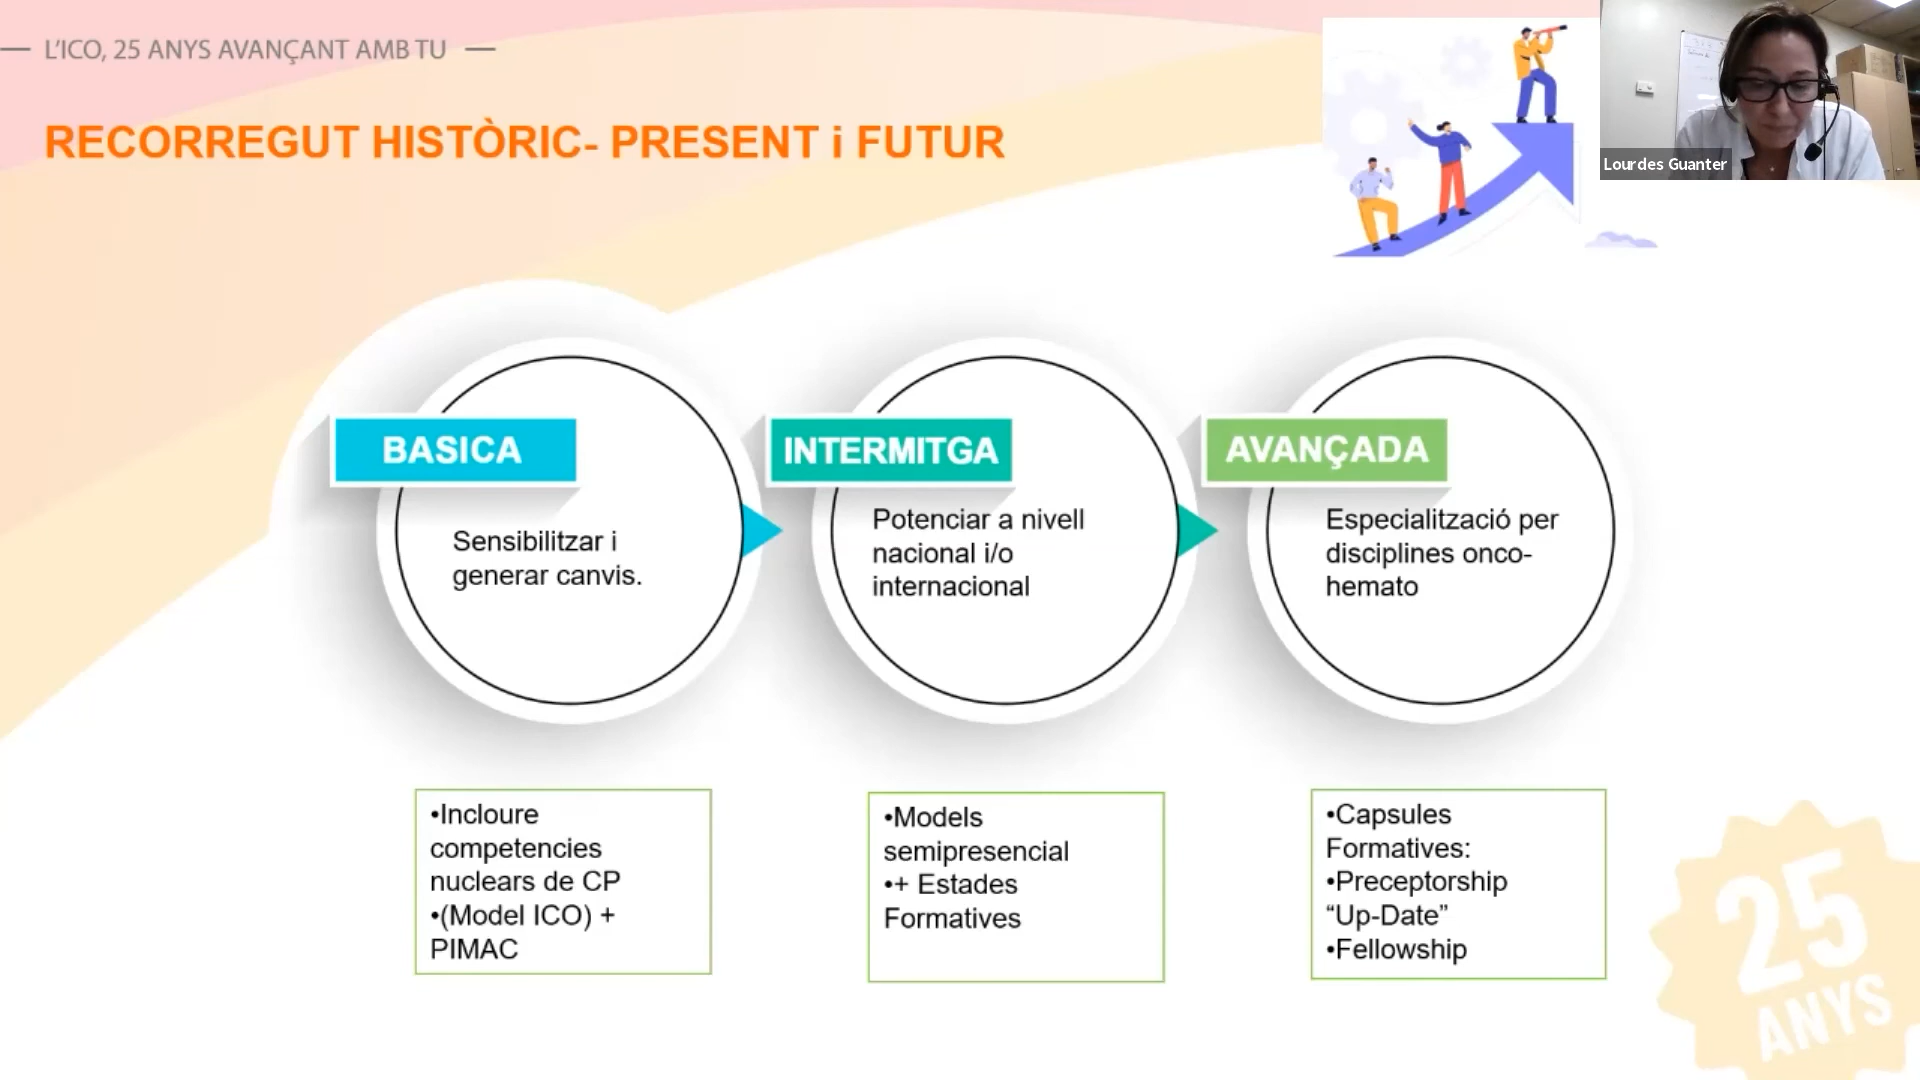 L'ICO, 25 ANYS AVANÇANT AMB TU
RECORREGUT HISTÒRIC- PRESENT i FUTUR
Lourdes Guanter
BASICA
Sensibilitzar i
generar canvis.
INTERMITGA
Potenciar a nivell
nacional i/o
internacional
AVANÇADA
Especialització per
disciplines onco-
hemato
•Incloure
competencies
nuclears de CP
•(Model ICO) +
PIMAC
•Models
semipresencial
•+ Estades
Formatives
•Capsules
Formatives:
•Preceptorship
“Up-Date”
•Fellowship
25
ANYS